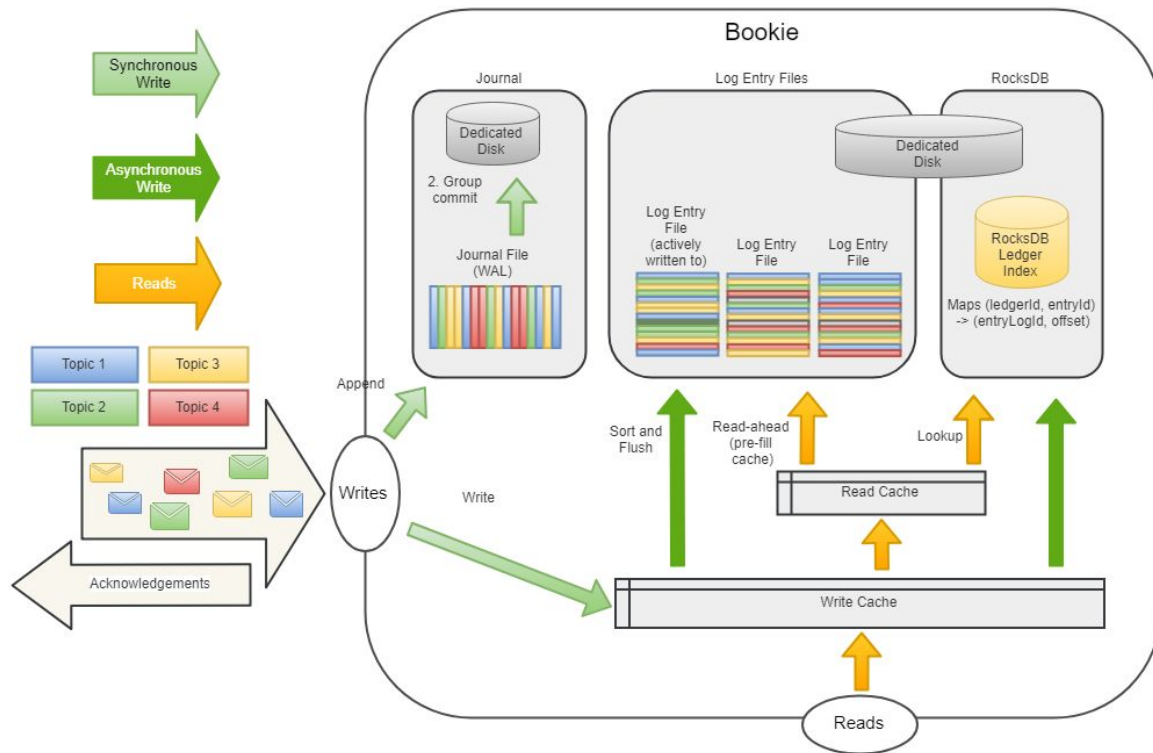 Bookie
Synchronous
Write
Asynchronous
Write
Reads
Topic 1
Topic 3
Topic 2
Topic 4
Acknowledgements
Writes
Append
Write
Journal
Dedicated
Disk
2. Group
commit
Journal File
(WAL)
Log Entry Files
Log Entry
File
(actively
written to)
Log Entry
File
Log Entry
File
RocksDB
Dedicated
Disk
RocksDB
Ledger
Index
Maps (ledgerId, entryId)
-> (entryLogId, offset)
Sort and
Flush
Read-ahead
(pre-fill
cache)
Lookup
Read Cache
Write Cache
Reads